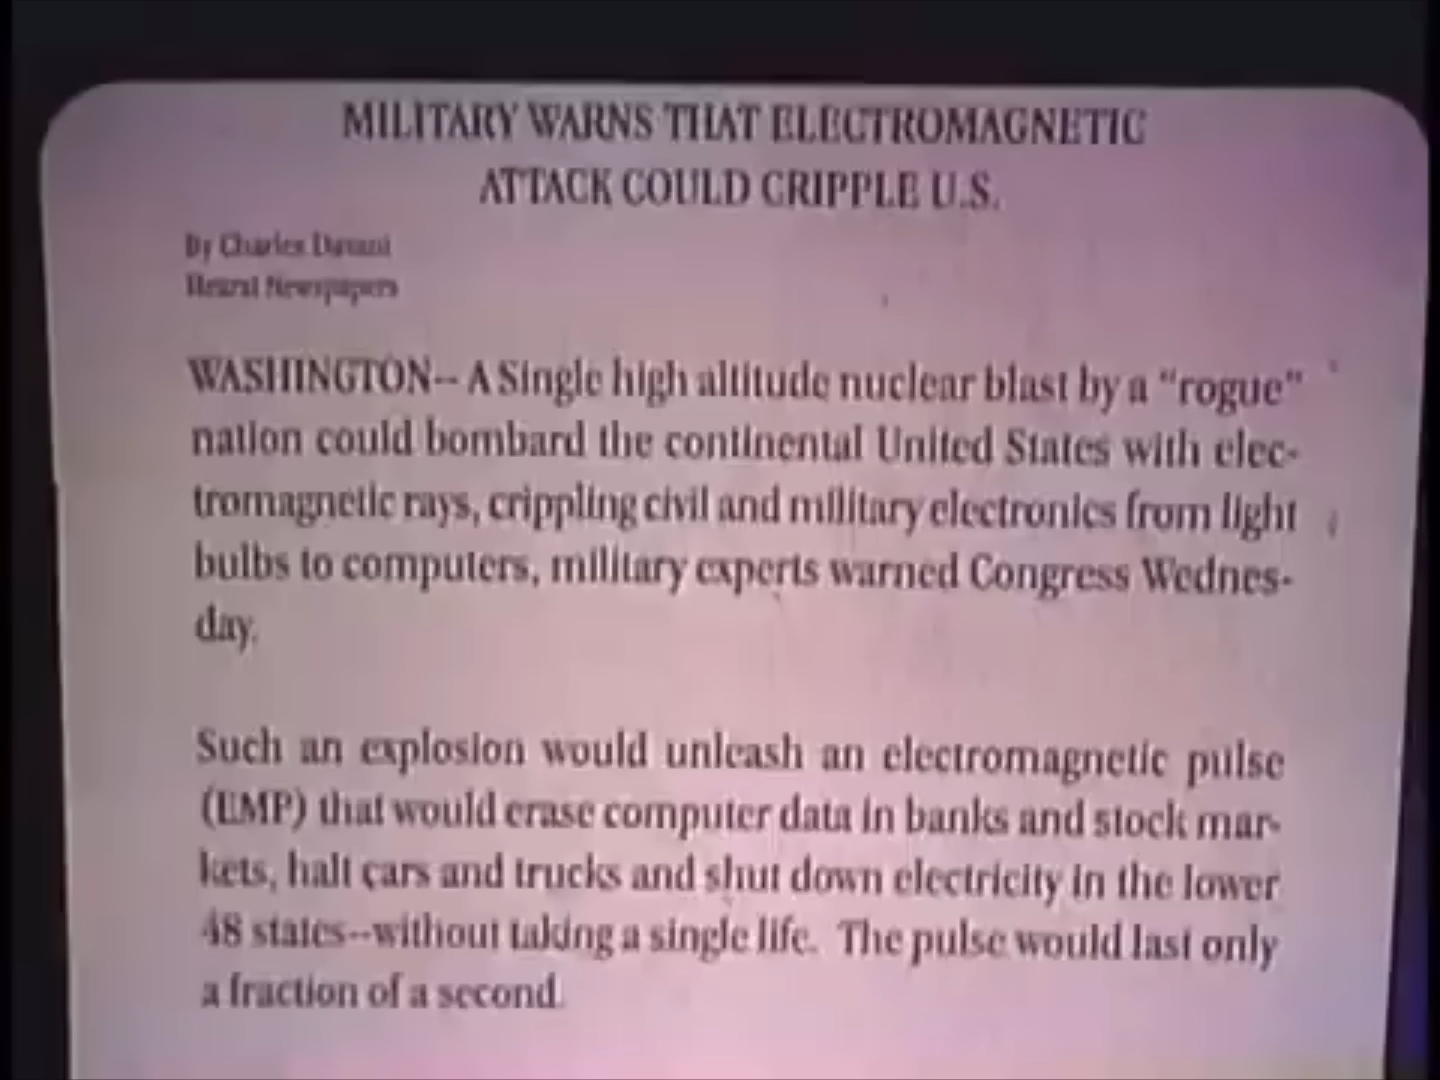 MILITARY WARNS THAT ELECTROMAGNETIC
ATTACK COULD CRIPPLE U.S.
By Charles
Hearst Newspapers
WASHINGTON-- A Single high altitude nuclear blast by a "rogue"
nation could bombard the continental United States with elec-
tromagnetic rays, crippling civil and military electronics from light
bulbs to computers, military experts warned Congress Wednes-
day.
Such an explosion would unleash an electromagnetic pulse
(EMP) that would erase computer data in banks and stock mar-
kets, halt cars and trucks and shut down electricity in the lower
48 states--without taking a single life. The pulse would last only
a fraction of a second.